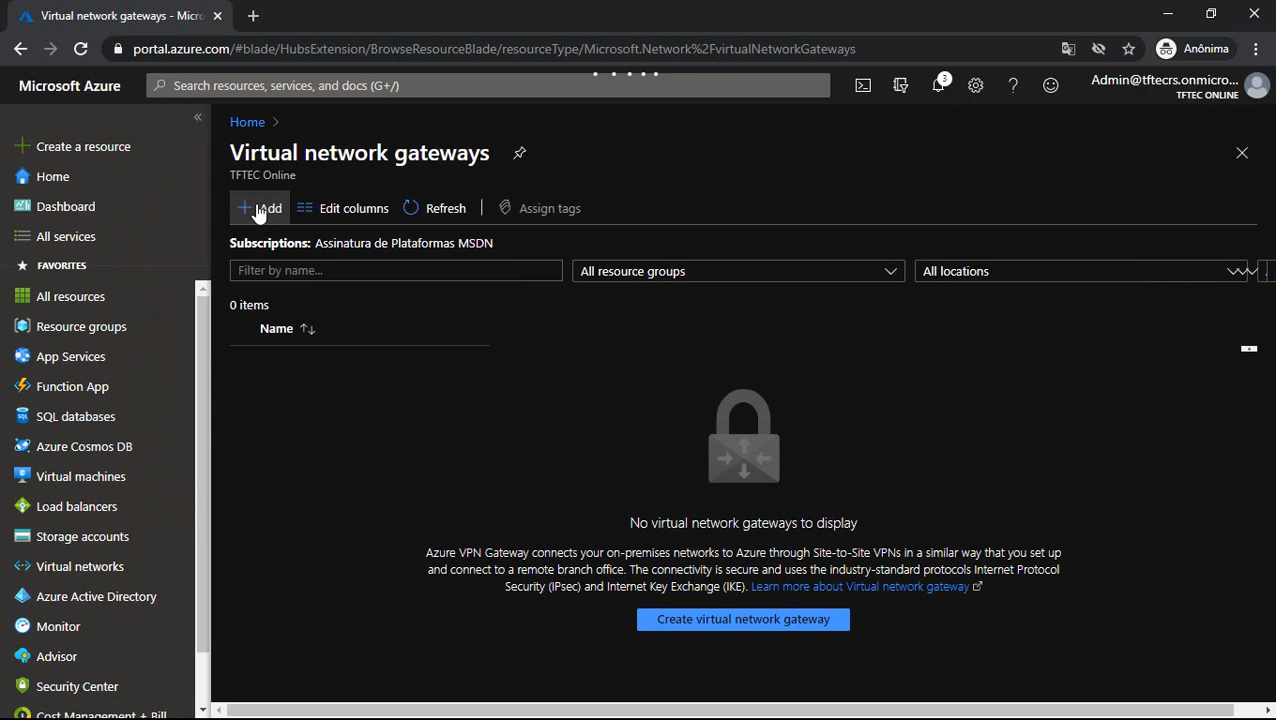 Virtual network gateways - Micro
portal.azure.com/#blade/HubsExtension/BrowseResourceBlade/resourceType/Microsoft.Network%2FvirtualNetworkGateways
Anônima
Microsoft Azure
Search resources, services, and docs (G+/)
3
Admin@tftecrs.onmicro...
TFTEC ONLINE
Create a resource
Home
Dashboard
All services
FAVORITES
All resources
Resource groups
App Services
Function App
SQL databases
SQL
Azure Cosmos DB
Virtual machines
Load balancers
Storage accounts
Virtual networks
Azure Active Directory
Monitor
Advisor
Security Center
Cost Management + Bill
Home
Virtual network gateways
TFTEC Online
Add
Edit columns
Refresh
Assign tags
Subscriptions: Assinatura de Plataformas MSDN
Filter by name...
All resource groups
All locations
0 items
Name
No virtual network gateways to display
Azure VPN Gateway connects your on-premises networks to Azure through Site-to-Site VPNs in a similar way that you set up
and connect to a remote branch office. The connectivity is secure and uses the industry-standard protocols Internet Protocol
Security (IPsec) and Internet Key Exchange (IKE). Learn more about Virtual network gateway
Create virtual network gateway